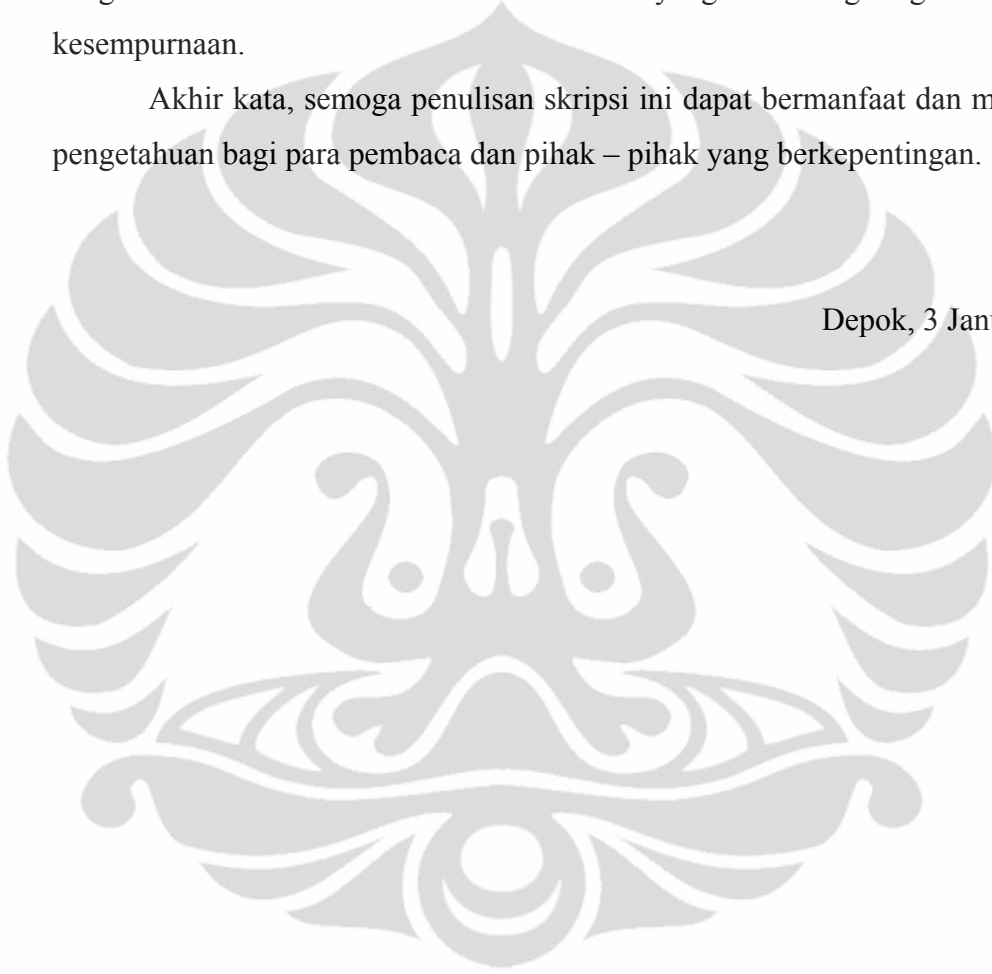 kesempurnaan.
Akhir kata, semoga penulisan skripsi ini dapat bermanfaat dan
pengetahuan bagi para pembaca dan pihak – pihak yang berkepentingan.
Depok, 3